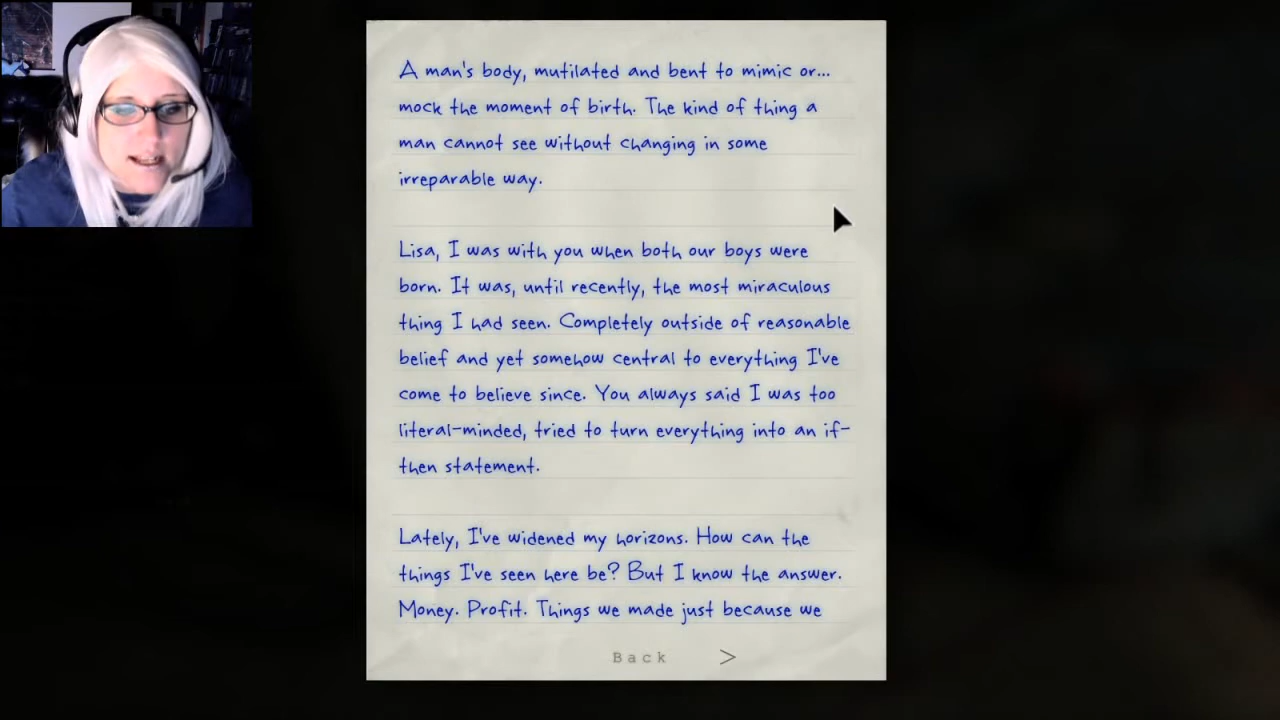 A man's body, mutilated and bent to mimic or...
mock the moment of birth. The kind of thing a
man cannot see without changing in some
irreparable way.
Lisa, I was with you when both our boys were
born. It was, until recently, the most miraculous
thing I had seen. Completely outside of reasonable
belief and yet somehow central to everything I've
come to believe since. You always said I was too
literal-minded, tried to turn everything into an if-
then statement.
Lately, I've widened my horizons. How can the
things I've seen here be? But I know the answer.
Money. Profit. Things we made just because we
Back >